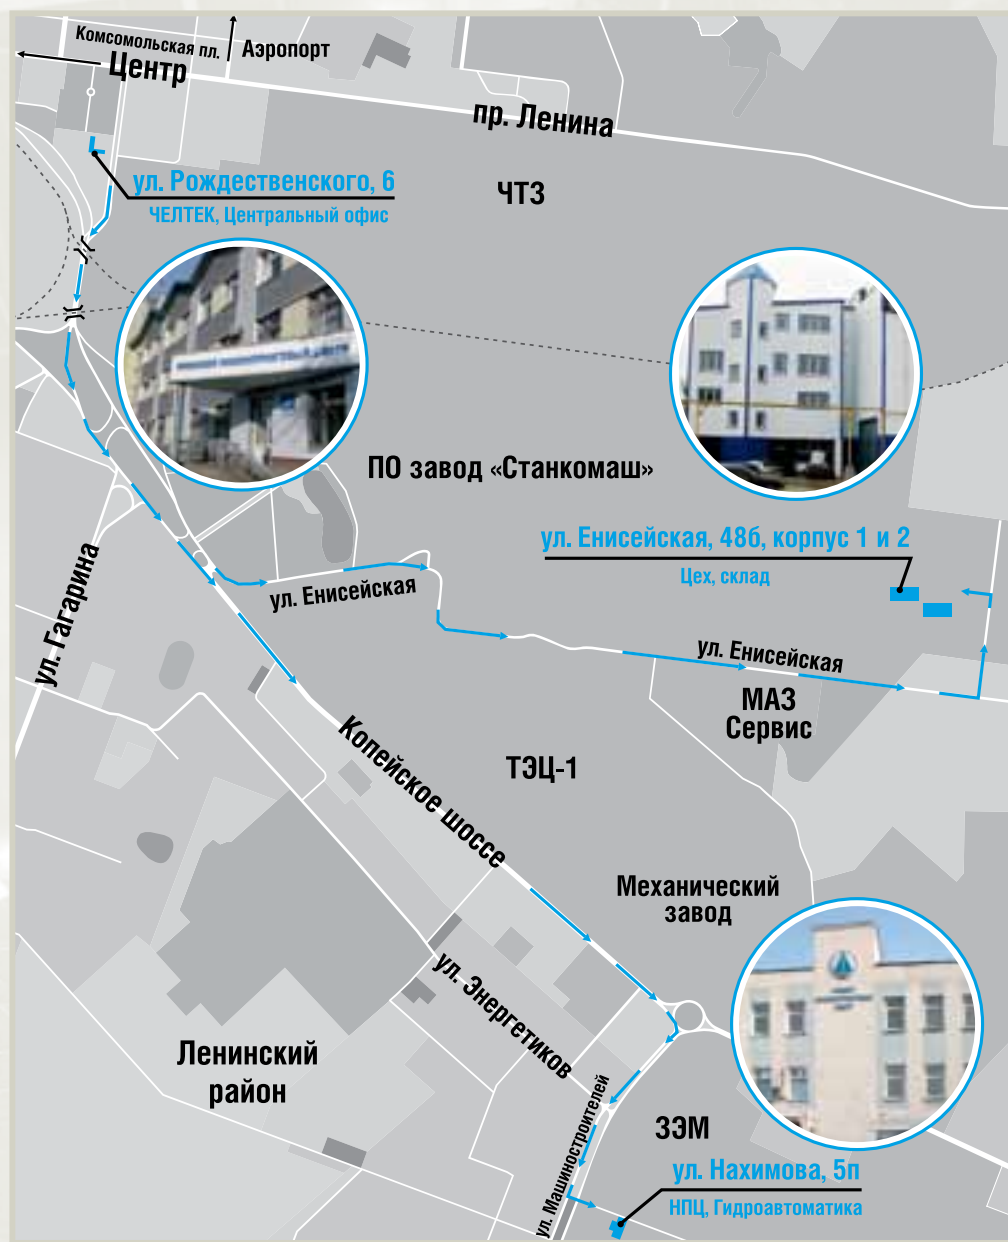 Комсомольская пл.
Центр
Аэропорт
пр. Ленина
ул. Рождественского, 6
ЧЕЛТЕК, Центральный офис
ЧТЗ
ПО завод «Станкомаш»
ул. Енисейская, 48б, корпус 1 и 2
Цех, склад
ул. Гагарина
ул. Енисейская
ул. Енисейская
МАЗ
Сервис
Копейское шоссе
ТЭЦ-1
Механический
завод
ул. Энергетиков
Ленинский
район
ул. Машиностроителей
ЗЭМ
ул. Нахимова, 5п
НПЦ, Гидроавтоматика